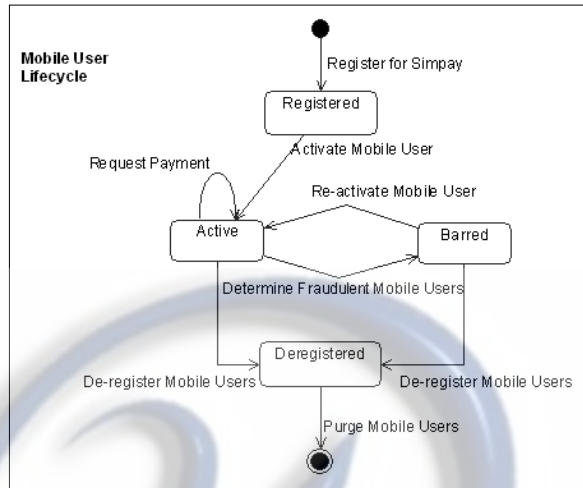 Mobile User
Lifecycle
Register for Simpay
Registered
Activate Mobile User
Request Payment
Re-activate Mobile User
Active
Barred
Determine Fraudulent Mobile Users
Deregistered
De-register Mobile Users
De-register Mobile Users
Purge Mobile Users